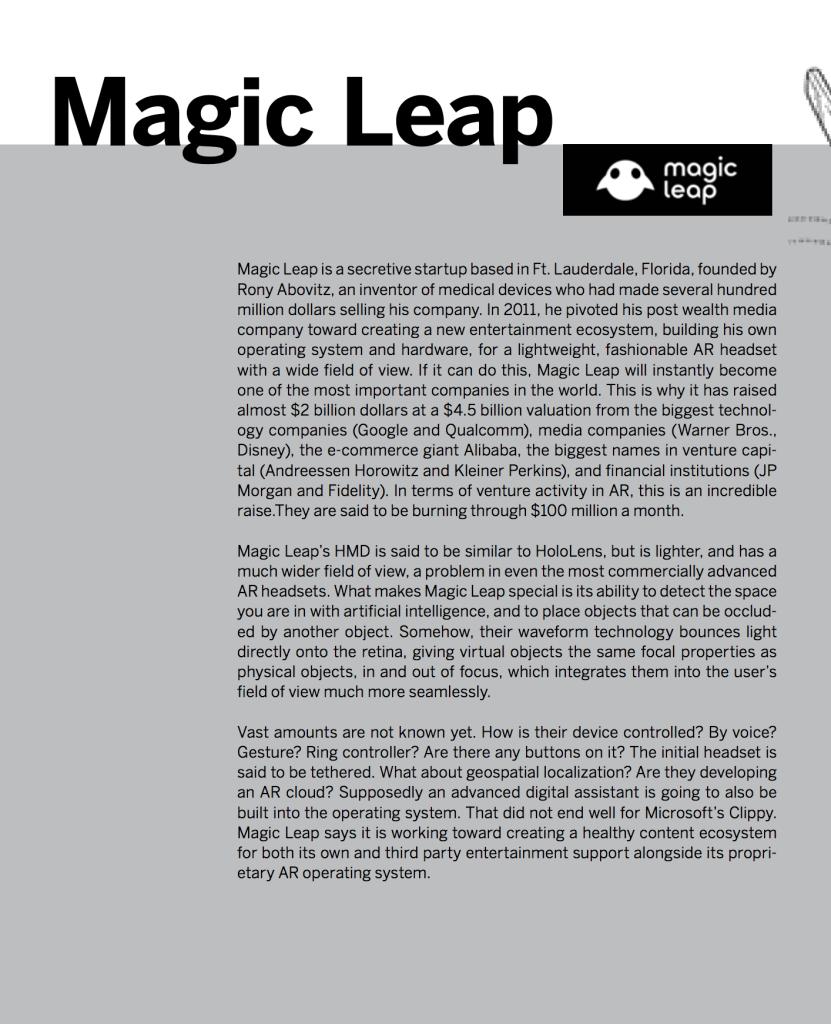 Magic Leap
magic
leap
Magic Leap is a secretive startup based in Ft. Lauderdale, Florida, founded by
Rony Abovitz, an inventor of medical devices who had made several hundred
million dollars selling his company. In 2011, he pivoted his post wealth media
company toward creating a new entertainment ecosystem, building his own
operating system and hardware, for a lightweight, fashionable AR headset
with a wide field of view. If it can do this, Magic Leap will instantly become
one of the most important companies in the world. This is why it has raised
almost $2 billion dollars at a $4.5 billion valuation from the biggest technol-
ogy companies (Google and Qualcomm), media companies (Warner Bros.,
Disney), the e-commerce giant Alibaba, the biggest names in venture capi-
tal (Andreessen Horowitz and Kleiner Perkins), and financial institutions (JP
Morgan and Fidelity). In terms of venture activity in AR, this is an incredible
raise.They are said to be burning through $100 million a month.
Magic Leap's HMD is said to be similar to HoloLens, but is lighter, and has a
much wider field of view, a problem in even the most commercially advanced
AR headsets. What makes Magic Leap special is its ability to detect the space
you are in with artificial intelligence, and to place objects that can be occlud-
ed by another object. Somehow, their waveform technology bounces light
directly onto the retina, giving virtual objects the same focal properties as
physical objects, in and out of focus, which integrates them into the user's
field of view much more seamlessly.
Vast amounts are not known yet. How is their device controlled? By voice?
Gesture? Ring controller? Are there any buttons on it? The initial headset is
said to be tethered. What about geospatial localization? Are they developing
an AR cloud? Supposedly an advanced digital assistant is going to also be
built into the operating system. That did not end well for Microsoft's Clippy.
Magic Leap says it is working toward creating a healthy content ecosystem
for both its own and third party entertainment support alongside its propri-
etary AR operating system.